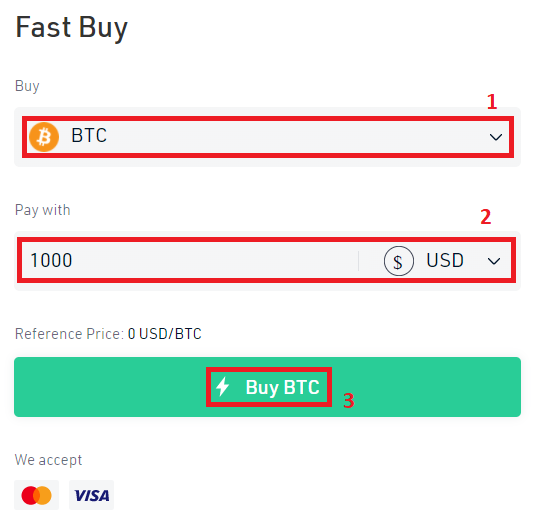 Fast Buy
Buy
1
BTC
Pay with
2
1000 $ USD
Reference Price: 0 USD/BTC
Buy BTC
3
We accept
VISA